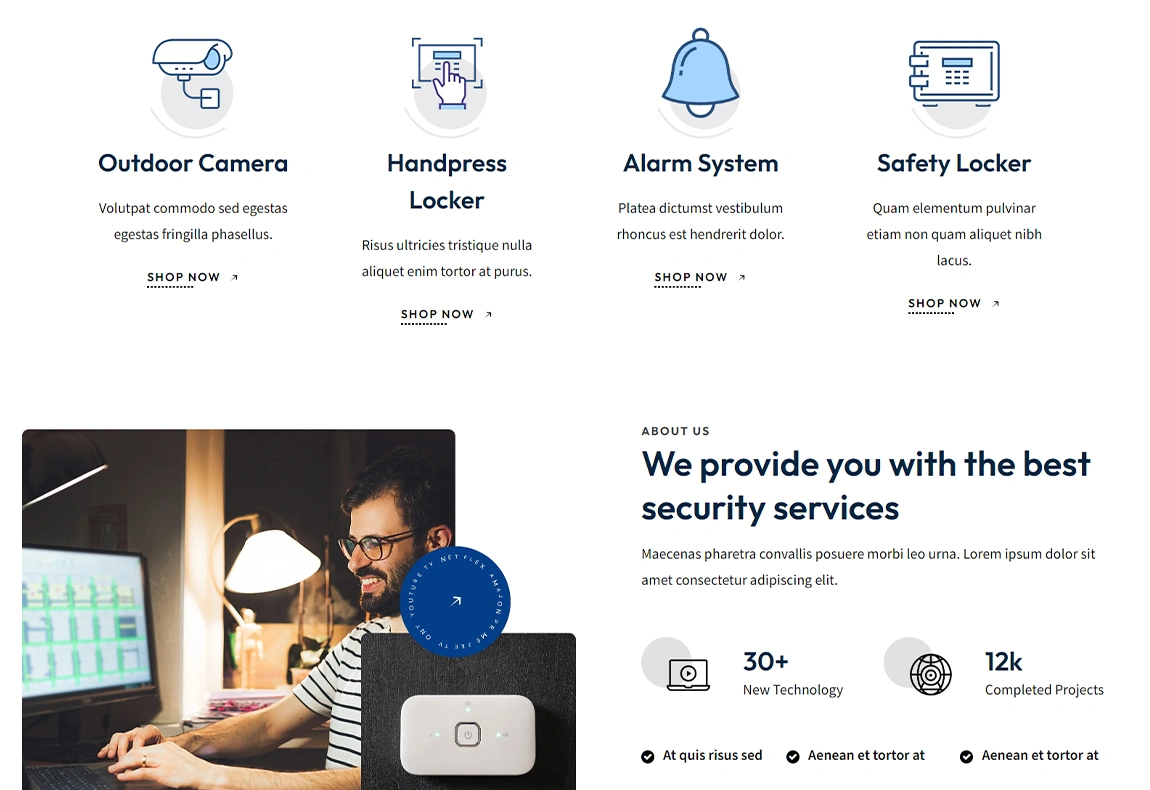 Outdoor Camera
Volutpat commodo sed egestas
egestas fringilla phasellus.
SHOP NOW
Handpress
Locker
Risus ultricies tristique nulla
aliquet enim tortor at purus.
SHOP NOW
Alarm System
Platea dictumst vestibulum
rhoncus est hendrerit dolor.
SHOP NOW
Safety Locker
Quam elementum pulvinar
etiam non quam aliquet nibh
lacus.
SHOP NOW
YOUTUBE TV NET FLEX AMAZON PRIME ZEE TV ONY
ABOUT US
We provide you with the best
security services
Maecenas pharetra convallis posuere morbi leo urna. Lorem ipsum dolor sit
amet consectetur adipiscing elit.
30+
New Technology
12k
Completed Projects
At quis risus sed
Aenean et tortor at
Aenean et tortor at